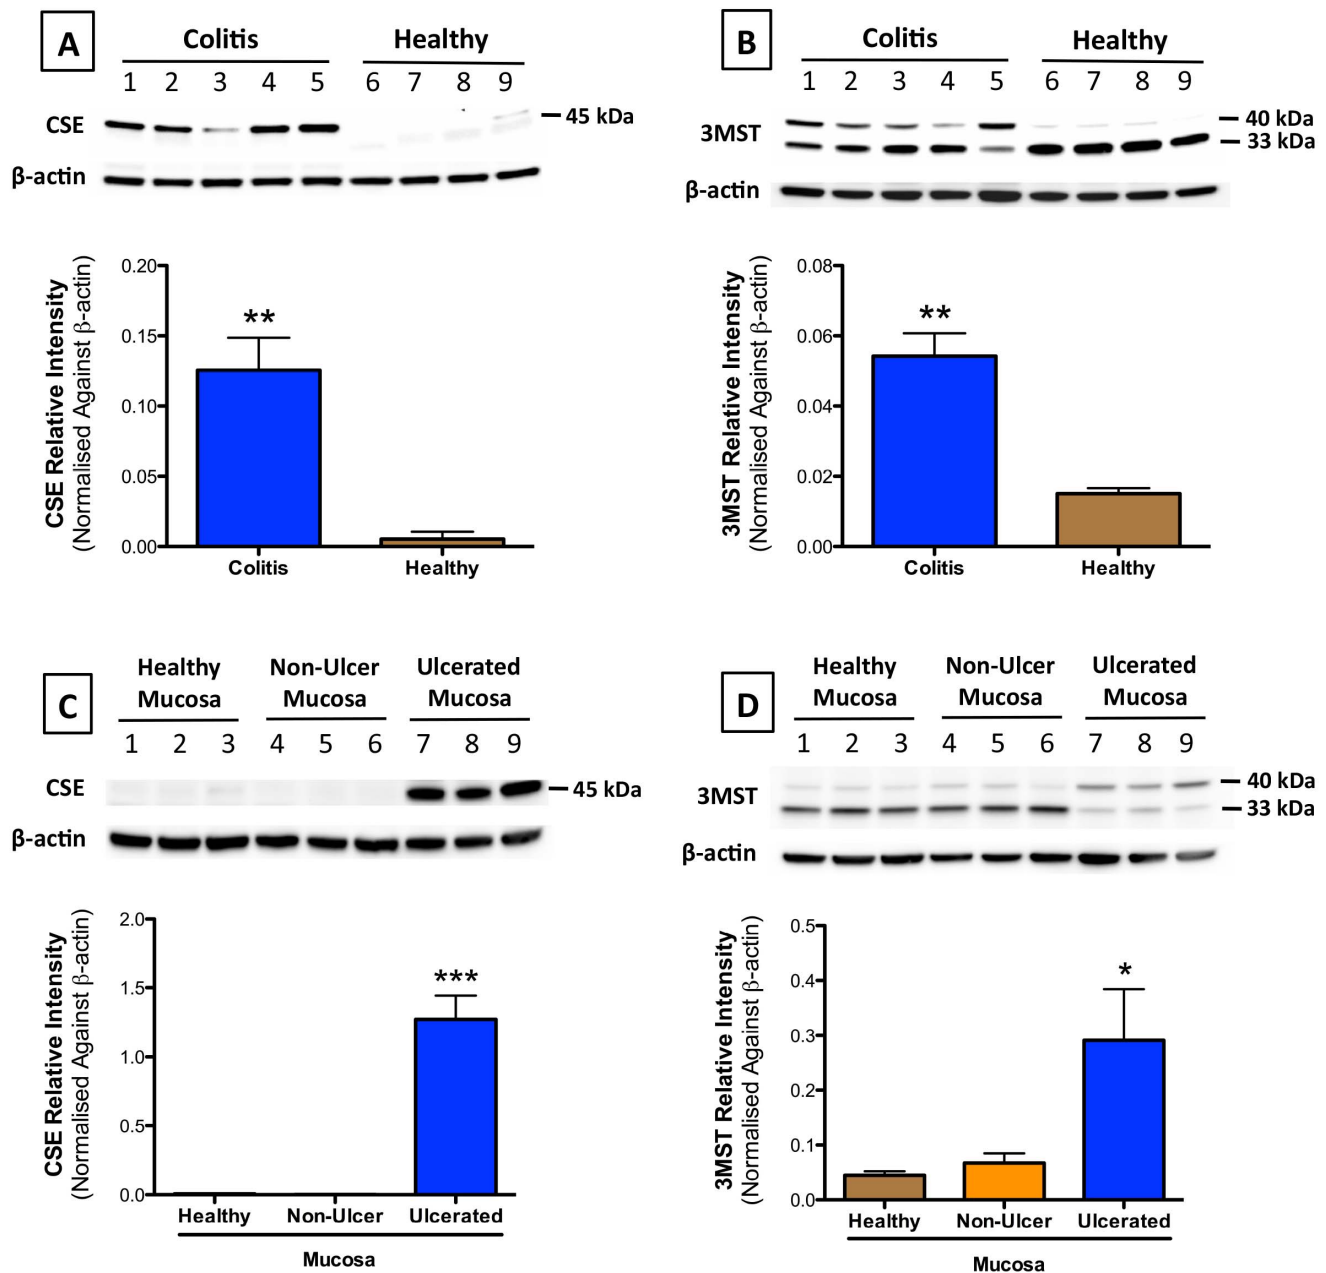 A
Colitis
Healthy
1 2 3 4 5 6 7 8 9
CSE
45 kDa
β-actin
CSE Relative Intensity
(Normalised Against β-actin)
0.20
0.15
0.10
0.05
0.00
**
Colitis
Healthy
B
Colitis
Healthy
1 2 3 4 5 6 7 8 9
3MST
40 kDa
33 kDa
β-actin
3MST Relative Intensity
(Normalised Against β-actin)
0.08
0.06
0.04
0.02
0.00
**
Colitis
Healthy
C
Healthy
Mucosa
Non-Ulcer
Mucosa
Ulcerated
Mucosa
1 2 3 4 5 6 7 8 9
CSE
45 kDa
β-actin
CSE Relative Intensity
(Normalised Against β-actin)
2.0
1.5
1.0
0.5
0.0
***
Healthy
Non-Ulcer
Ulcerated
Mucosa
D
Healthy
Mucosa
Non-Ulcer
Mucosa
Ulcerated
Mucosa
1 2 3 4 5 6 7 8 9
3MST
40 kDa
33 kDa
β-actin
3MST Relative Intensity
(Normalised Against β-actin)
0.5
0.4
0.3
0.2
0.1
0.0
*
Healthy
Non-Ulcer
Ulcerated
Mucosa